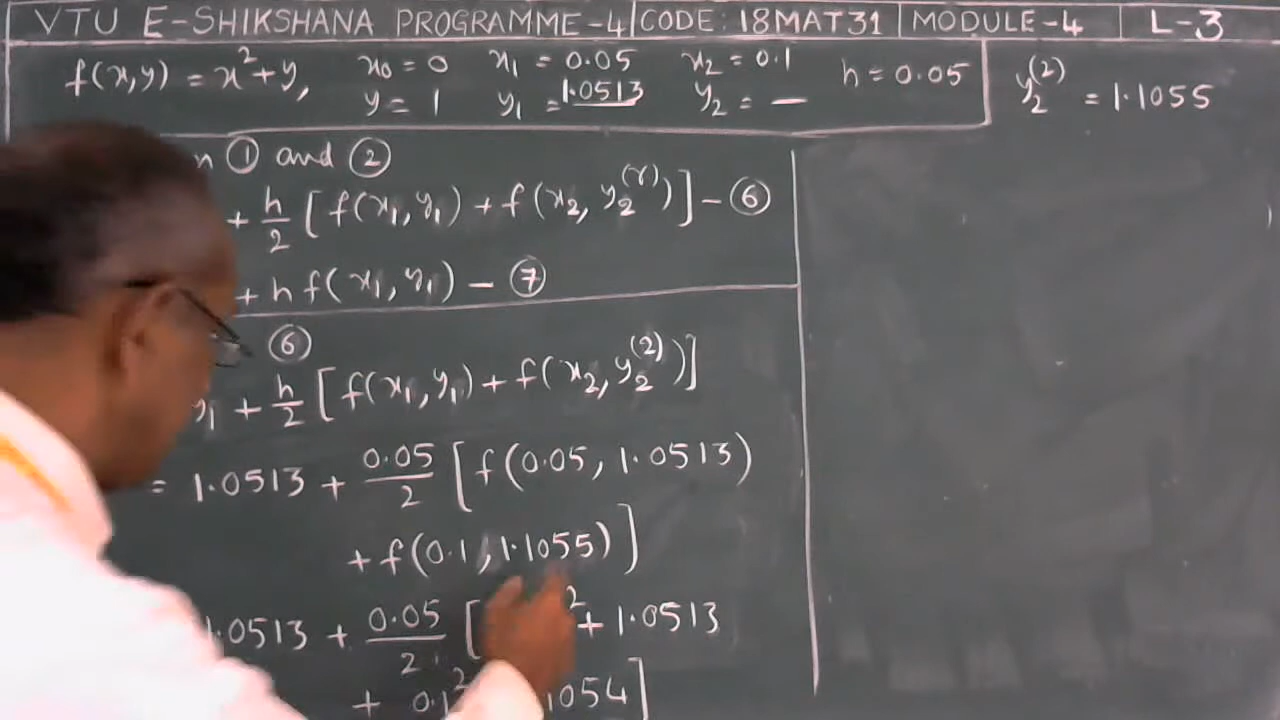 VTU E-SHIKSHANA PROGRAMME-4 | CODE: 18MAT31 | MODULE-4 | L-3
f(x,y) = x²+y, x₀ = 0 x₁ = 0.05 x₂ = 0.1 h = 0.05
y = 1 y₁ = 1.0513 y₂ = —
y₂⁽²⁾ = 1.1055
① and ②
+ h/2 [f(x₁,y₁) + f(x₂, y₂⁽ʳ⁾)] - ⑥
+ hf(x₁,y₁) - ⑦
⑥
y₁ + h/2 [f(x₁,y₁) + f(x₂,y₂⁽²⁾)]
= 1.0513 + 0.05/2 [f(0.05, 1.0513)
+ f(0.1, 1.1055)]
1.0513 + 0.05/2 [ ² + 1.0513
+ 0.1² 1054]